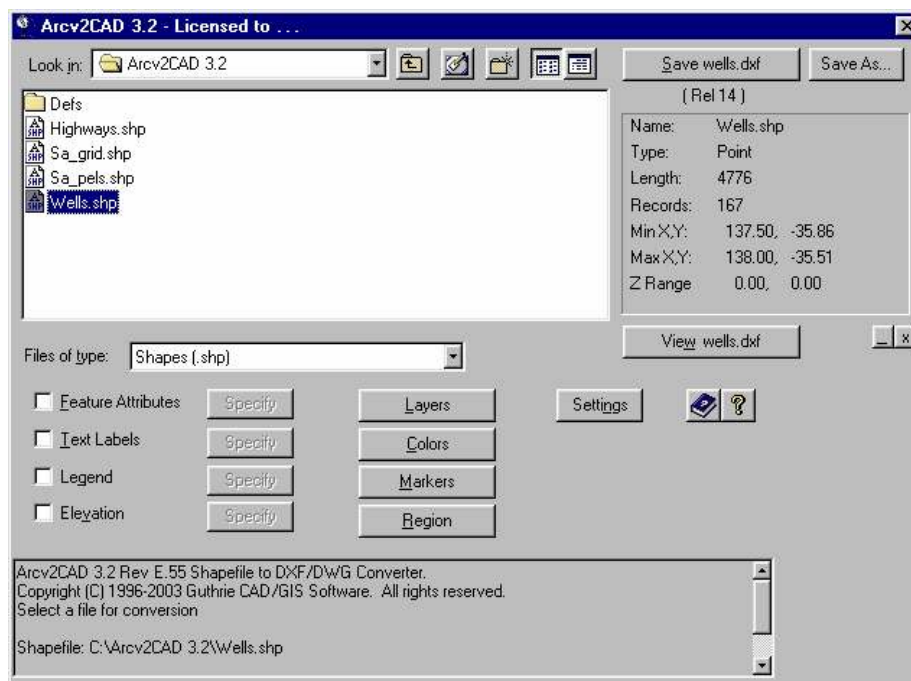 Arcv2CAD 3.2 - Licensed to . . .
Look in: Arcv2CAD 3.2
Save wells.dxf
Save As...
( Rel 14 )
Defs
Highways.shp
Sa_grid.shp
Sa_pels.shp
Wells.shp
Name: Wells.shp
Type: Point
Length: 4776
Records: 167
Min X,Y: 137.50, -35.86
Max X,Y: 138.00, -35.51
Z Range 0.00, 0.00
View wells.dxf
Files of type: Shapes (.shp)
Feature Attributes Specify Layers Settings
Text Labels Specify Colors
Legend Specify Markers
Elevation Specify Region
Arcv2CAD 3.2 Rev E.55 Shapefile to DXF/DWG Converter.
Copyright (C) 1996-2003 Guthrie CAD/GIS Software. All rights reserved.
Select a file for conversion
Shapefile: C:\Arcv2CAD 3.2\Wells.shp